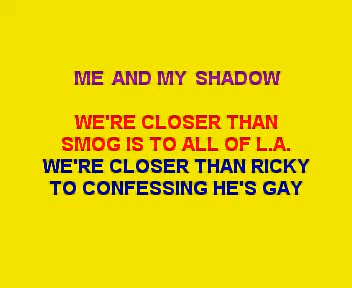 ME AND MY SHADOW
WE'RE CLOSER THAN
SMOG IS TO ALL OF L.A.
WE'RE CLOSER THAN RICKY
TO CONFESSING HE'S GAY